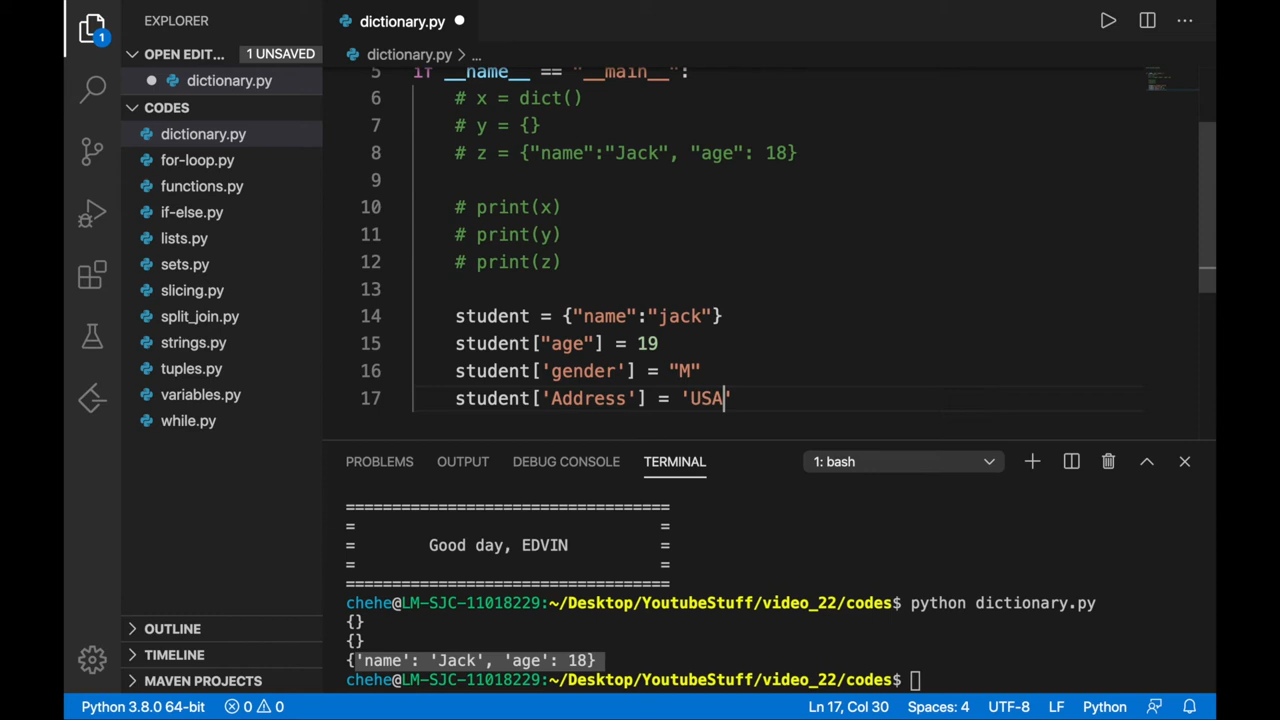 EXPLORER
dictionary.py
1
OPEN EDIT... 1 UNSAVED
dictionary.py > ...
dictionary.py
CODES
dictionary.py
for-loop.py
functions.py
if-else.py
lists.py
sets.py
slicing.py
split_join.py
strings.py
tuples.py
variables.py
while.py
OUTLINE
TIMELINE
MAVEN PROJECTS
5 if __name__ == "__main__":
6 # x = dict()
7 # y = {}
8 # z = {"name":"Jack", "age": 18}
9
10 # print(x)
11 # print(y)
12 # print(z)
13
14 student = {"name":"jack"}
15 student["age"] = 19
16 student['gender'] = "M"
17 student['Address'] = 'USA'
PROBLEMS OUTPUT DEBUG CONSOLE TERMINAL 1: bash
==================================
= =
= Good day, EDVIN =
= =
==================================
chehe@LM-SJC-11018229:~/Desktop/YoutubeStuff/video_22/codes$ python dictionary.py
{}
{}
{'name': 'Jack', 'age': 18}
chehe@LM-SJC-11018229:~/Desktop/YoutubeStuff/video_22/codes$
Python 3.8.0 64-bit 0 0 Ln 17, Col 30 Spaces: 4 UTF-8 LF Python